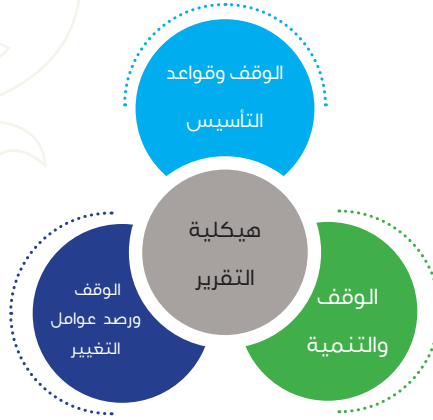 الوقف وقواعد
التأسيس
هيكلية
التقرير
الوقف
والتنمية
الوقف
ورصد عوامل
التغيير